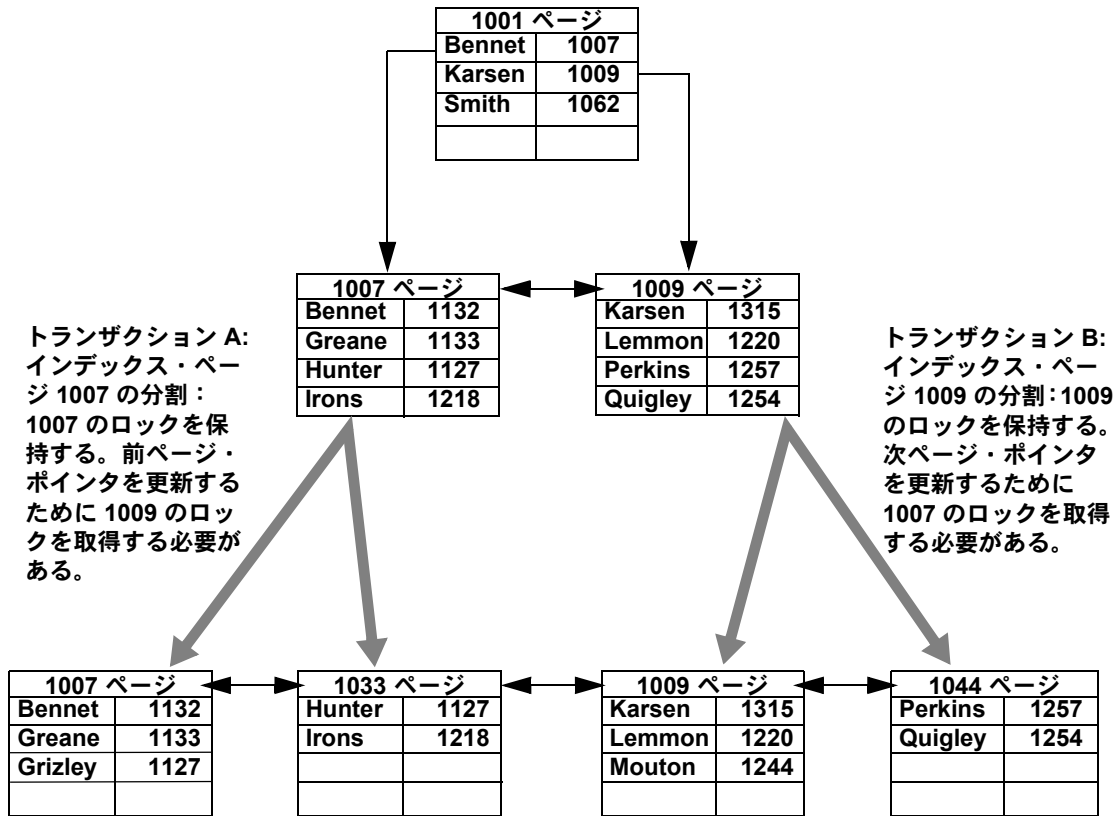 1001 ページ
Bennet 1007
Karsen 1009
Smith 1062
1007 ページ
Bennet 1132
Greane 1133
Hunter 1127
Irons 1218
1009 ページ
Karsen 1315
Lemmon 1220
Perkins 1257
Quigley 1254
トランザクション A:
インデックス・ペー
ジ 1007 の分割：
1007 のロックを保
持する。前ページ・
ポインタを更新する
ために 1009 のロッ
クを取得する必要が
ある。
トランザクション B:
インデックス・ペー
ジ 1009 の分割：1009
のロックを保持する。
次ページ・ポインタ
を更新するために
1007 のロックを取得
する必要がある。
1007 ページ
Bennet 1132
Greane 1133
Grizley 1127
1033 ページ
Hunter 1127
Irons 1218
1009 ページ
Karsen 1315
Lemmon 1220
Mouton 1244
1044 ページ
Perkins 1257
Quigley 1254